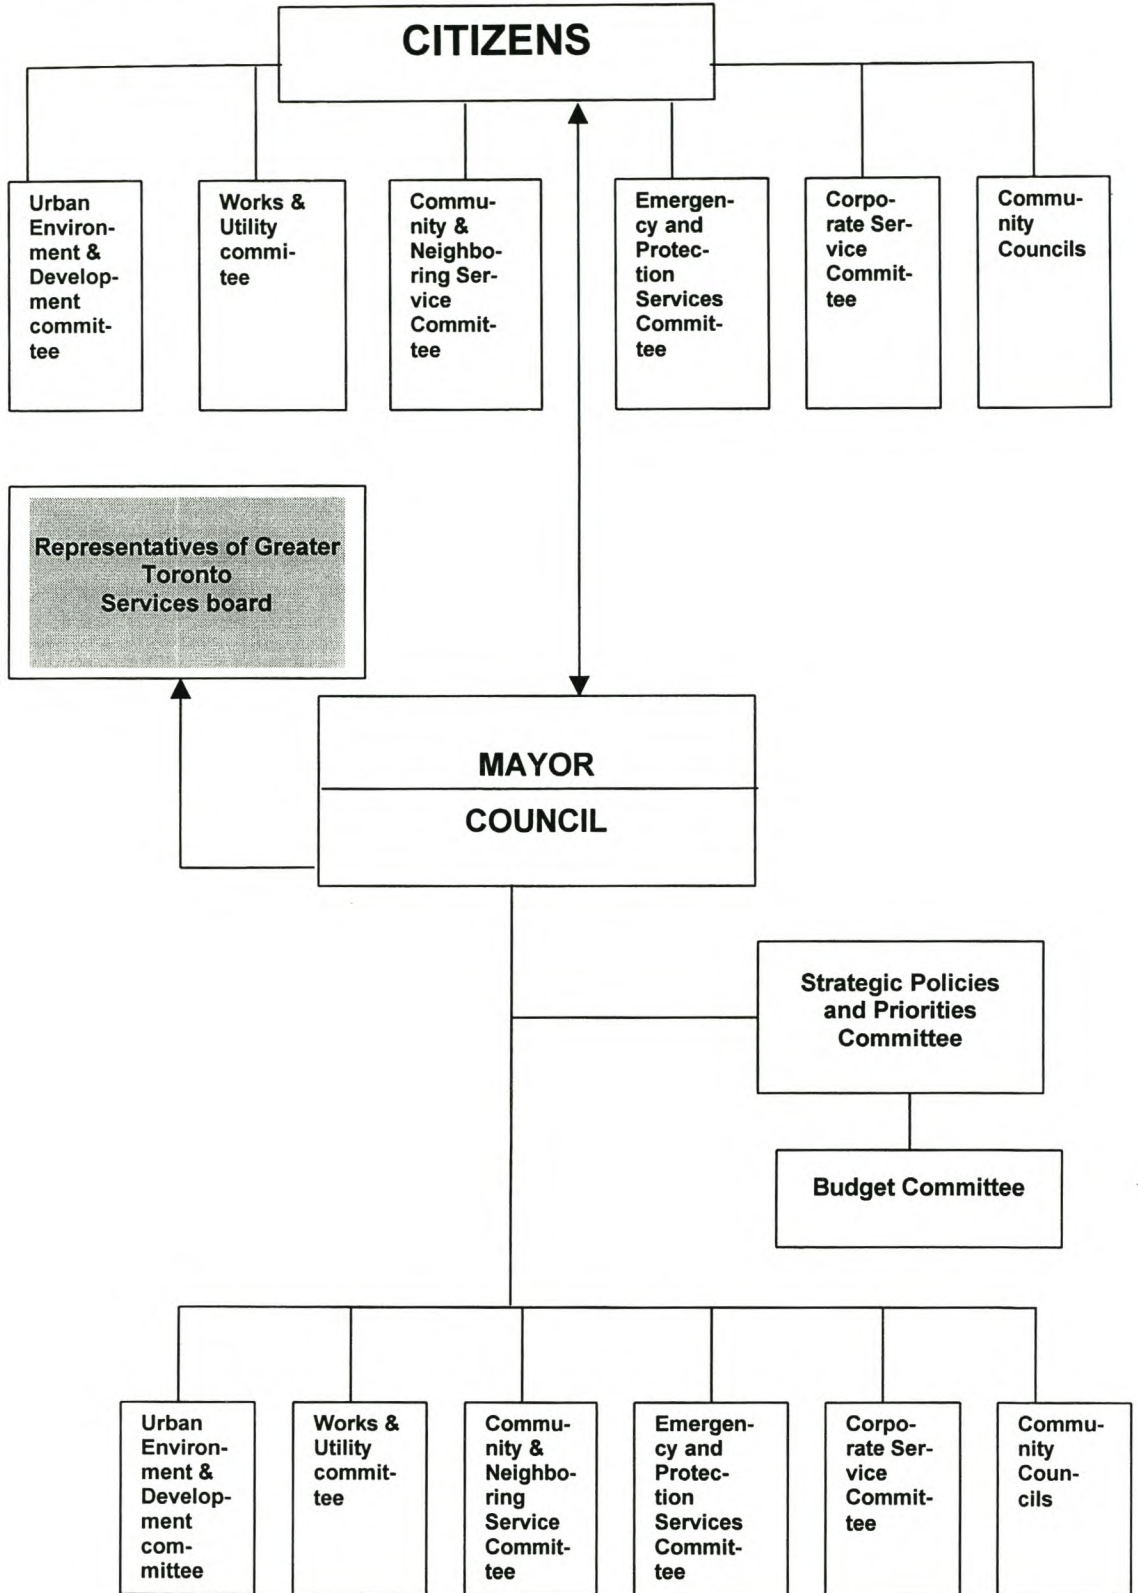 CITIZENS
Urban
Environ-
ment &
Develop-
ment
commit-
tee
Works &
Utility
commi-
tee
Commu-
nity &
Neighbo-
ring Ser-
vice
Commit-
tee
Emergen-
cy and
Protec-
tion
Services
Commit-
tee
Corpo-
rate Ser-
vice
Commit-
tee
Commu-
nity
Councils
Representatives of Greater
Toronto
Services board
MAYOR
COUNCIL
Strategic Policies
and Priorities
Committee
Budget Committee
Urban
Environ-
ment &
Develop-
ment
com-
mittee
Works &
Utility
commit-
tee
Commu-
nity &
Neighbo-
ring
Service
Commit-
tee
Emergen-
cy and
Protec-
tion
Services
Commit-
tee
Corpo-
rate Ser-
vice
Commit-
tee
Commu-
nity
Coun-
cils